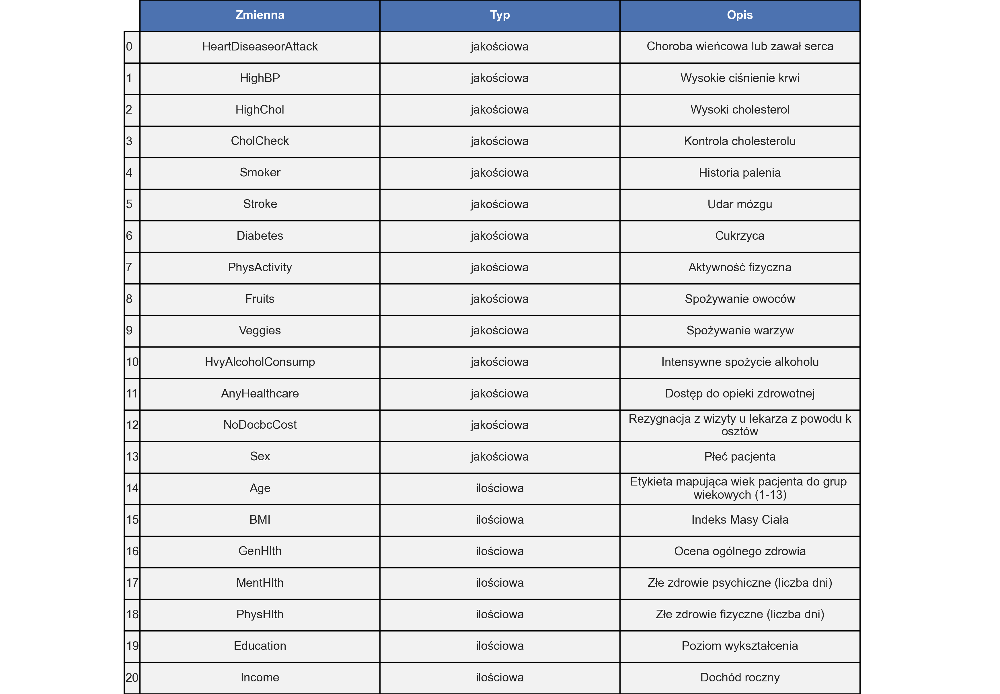 Zmienna Typ Opis
0 HeartDiseaseorAttack jakościowa Choroba wieńcowa lub zawał serca
1 HighBP jakościowa Wysokie ciśnienie krwi
2 HighChol jakościowa Wysoki cholesterol
3 CholCheck jakościowa Kontrola cholesterolu
4 Smoker jakościowa Historia palenia
5 Stroke jakościowa Udar mózgu
6 Diabetes jakościowa Cukrzyca
7 PhysActivity jakościowa Aktywność fizyczna
8 Fruits jakościowa Spożywanie owoców
9 Veggies jakościowa Spożywanie warzyw
10 HvyAlcoholConsump jakościowa Intensywne spożycie alkoholu
11 AnyHealthcare jakościowa Dostęp do opieki zdrowotnej
12 NoDocbcCost jakościowa Rezygnacja z wizyty u lekarza z powodu k
osztów
13 Sex jakościowa Płeć pacjenta
14 Age ilościowa Etykieta mapująca wiek pacjenta do grup
wiekowych (1-13)
15 BMI ilościowa Indeks Masy Ciała
16 GenHlth ilościowa Ocena ogólnego zdrowia
17 MentHlth ilościowa Złe zdrowie psychiczne (liczba dni)
18 PhysHlth ilościowa Złe zdrowie fizyczne (liczba dni)
19 Education ilościowa Poziom wykształcenia
20 Income ilościowa Dochód roczny